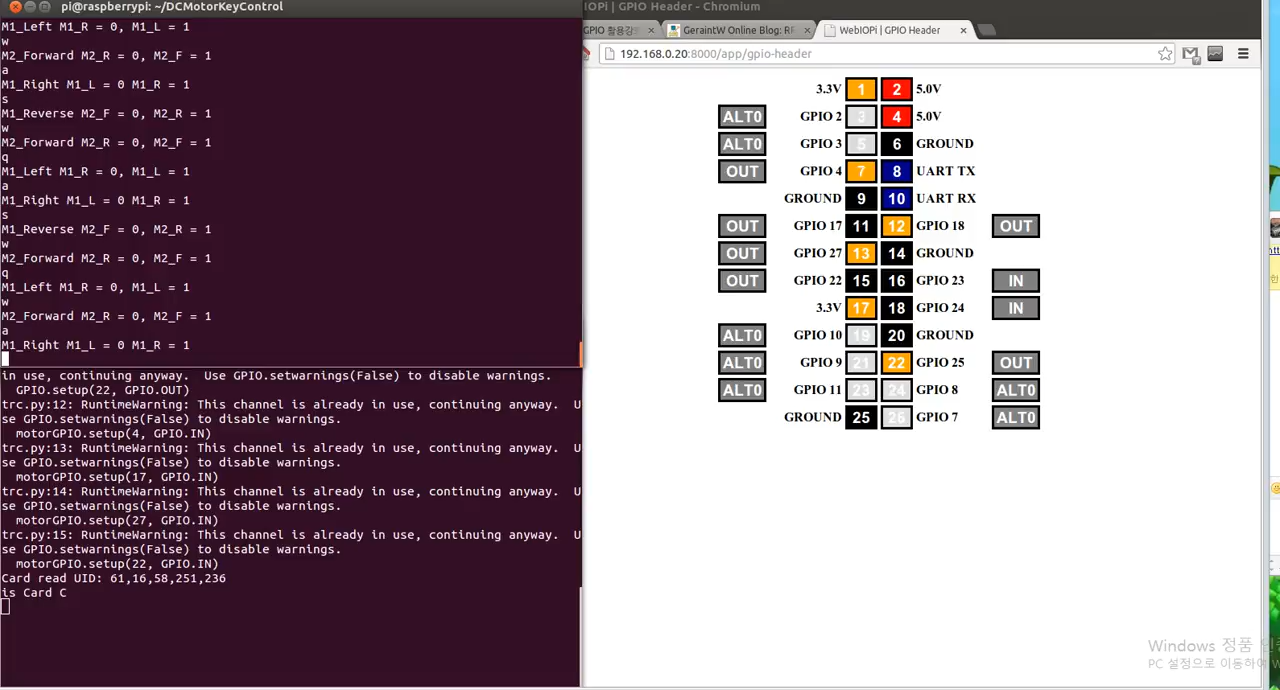 pi@raspberrypi: ~/DCMotorKeyControl
M1_Left M1_R = 0, M1_L = 1
w
M2_Forward M2_R = 0, M2_F = 1
a
M1_Right M1_L = 0 M1_R = 1
s
M1_Reverse M2_F = 0, M2_R = 1
w
M2_Forward M2_R = 0, M2_F = 1
q
M1_Left M1_R = 0, M1_L = 1
a
M1_Right M1_L = 0 M1_R = 1
s
M1_Reverse M2_F = 0, M2_R = 1
w
M2_Forward M2_R = 0, M2_F = 1
q
M1_Left M1_R = 0, M1_L = 1
w
M2_Forward M2_R = 0, M2_F = 1
a
M1_Right M1_L = 0 M1_R = 1
in use, continuing anyway.  Use GPIO.setwarnings(False) to disable warnings.
GPIO.setup(22, GPIO.OUT)
trc.py:12: RuntimeWarning: This channel is already in use, continuing anyway.  U
se GPIO.setwarnings(False) to disable warnings.
motorGPIO.setup(4, GPIO.IN)
trc.py:13: RuntimeWarning: This channel is already in use, continuing anyway.  U
se GPIO.setwarnings(False) to disable warnings.
motorGPIO.setup(17, GPIO.IN)
trc.py:14: RuntimeWarning: This channel is already in use, continuing anyway.  U
se GPIO.setwarnings(False) to disable warnings.
motorGPIO.setup(27, GPIO.IN)
trc.py:15: RuntimeWarning: This channel is already in use, continuing anyway.  U
se GPIO.setwarnings(False) to disable warnings.
motorGPIO.setup(22, GPIO.IN)
Card read UID: 61,16,58,251,236
is Card C
IOPi | GPIO Header - Chromium
GPIO 활용강 GeraintW Online Blog: RF WebIOPi | GPIO Header
192.168.0.20:8000/app/gpio-header
3.3V 1 2 5.0V
ALT0 GPIO 2 3 4 5.0V
ALT0 GPIO 3 5 6 GROUND
OUT GPIO 4 7 8 UART TX
GROUND 9 10 UART RX
OUT GPIO 17 11 12 GPIO 18 OUT
OUT GPIO 27 13 14 GROUND
OUT GPIO 22 15 16 GPIO 23 IN
3.3V 17 18 GPIO 24 IN
ALT0 GPIO 10 19 20 GROUND
ALT0 GPIO 9 21 22 GPIO 25 OUT
ALT0 GPIO 11 23 24 GPIO 8 ALT0
GROUND 25 26 GPIO 7 ALT0
Windows 정품 인
PC 설정으로 이동하여 W